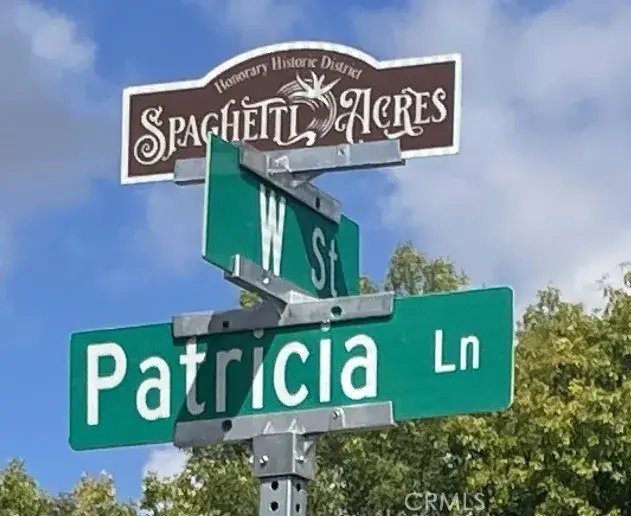 Honorary Historic District
SPAGHETTI ACRES
W St
Patricia Ln
CRMLS